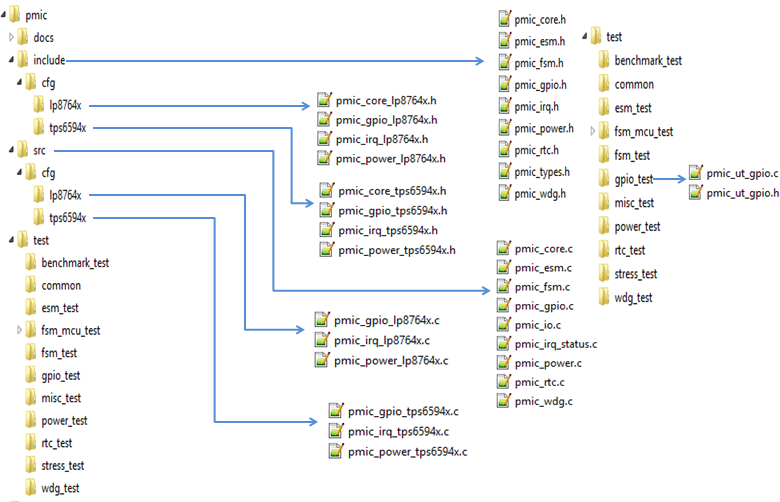 pmic
docs
include
cfg
lp8764x
tps6594x
src
cfg
lp8764x
tps6594x
test
benchmark_test
common
esm_test
fsm_mcu_test
fsm_test
gpio_test
misc_test
power_test
rtc_test
stress_test
wdg_test
pmic_core_lp8764x.h
pmic_gpio_lp8764x.h
pmic_irq_lp8764x.h
pmic_power_lp8764x.h
pmic_core_tps6594x.h
pmic_gpio_tps6594x.h
pmic_irq_tps6594x.h
pmic_power_tps6594x.h
pmic_gpio_lp8764x.c
pmic_irq_lp8764x.c
pmic_power_lp8764x.c
pmic_gpio_tps6594x.c
pmic_irq_tps6594x.c
pmic_power_tps6594x.c
pmic_core.h
pmic_esm.h
pmic_fsm.h
pmic_gpio.h
pmic_irq.h
pmic_power.h
pmic_rtc.h
pmic_types.h
pmic_wdg.h
pmic_core.c
pmic_esm.c
pmic_fsm.c
pmic_gpio.c
pmic_io.c
pmic_irq_status.c
pmic_power.c
pmic_rtc.c
pmic_wdg.c
test
benchmark_test
common
esm_test
fsm_mcu_test
fsm_test
gpio_test
misc_test
power_test
rtc_test
stress_test
wdg_test
pmic_ut_gpio.c
pmic_ut_gpio.h